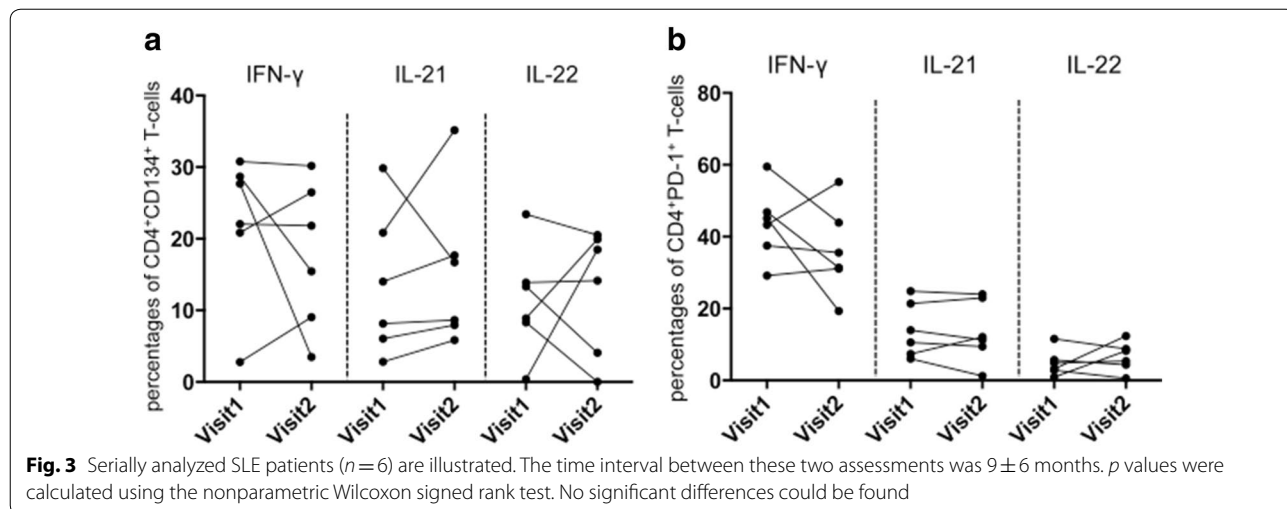 a
IFN-γ IL-21 IL-22
percentages of CD4⁺CD134⁺ T-cells
40
30
20
10
0
Visit1 Visit2 Visit1 Visit2 Visit1 Visit2
b
IFN-γ IL-21 IL-22
percentages of CD4⁺PD-1⁺ T-cells
80
60
40
20
0
Visit1 Visit2 Visit1 Visit2 Visit1 Visit2
Fig. 3 Serially analyzed SLE patients (n = 6) are illustrated. The time interval between these two assessments was 9 ± 6 months. p values were
calculated using the nonparametric Wilcoxon signed rank test. No significant differences could be found